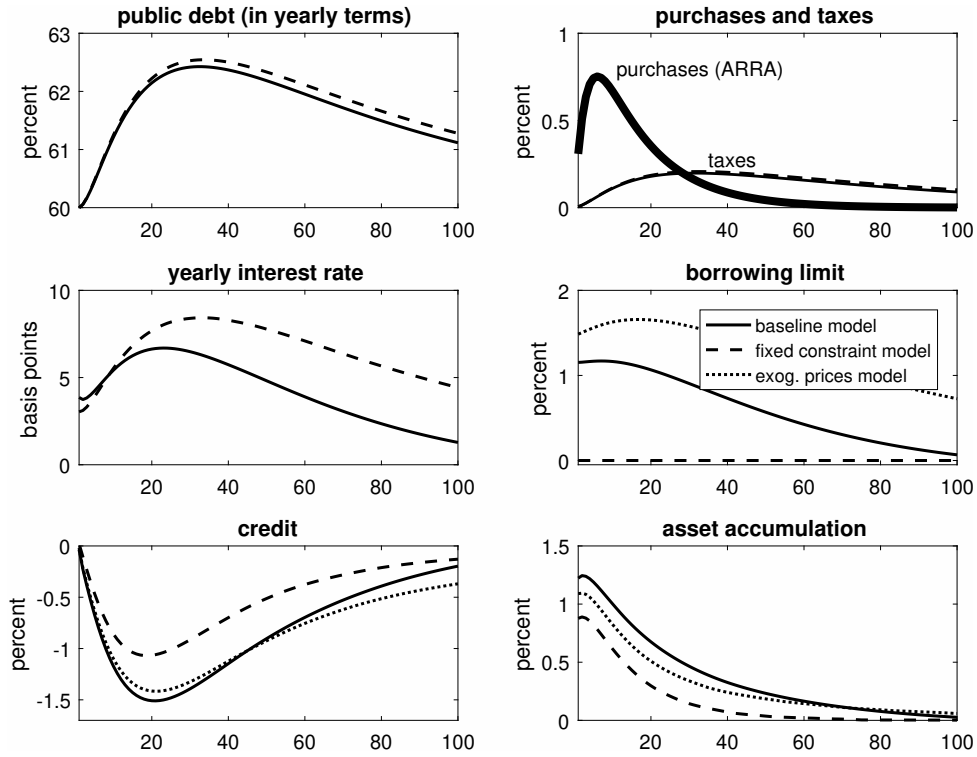 public debt (in yearly terms)
percent
63
62
61
60
20 40 60 80 100
purchases and taxes
percent
1
0.5
0
purchases (ARRA)
taxes
20 40 60 80 100
yearly interest rate
basis points
10
5
0
20 40 60 80 100
borrowing limit
percent
2
1
0
baseline model
fixed constraint model
exog. prices model
20 40 60 80 100
credit
percent
0
-0.5
-1
-1.5
20 40 60 80 100
asset accumulation
percent
1.5
1
0.5
0
20 40 60 80 100